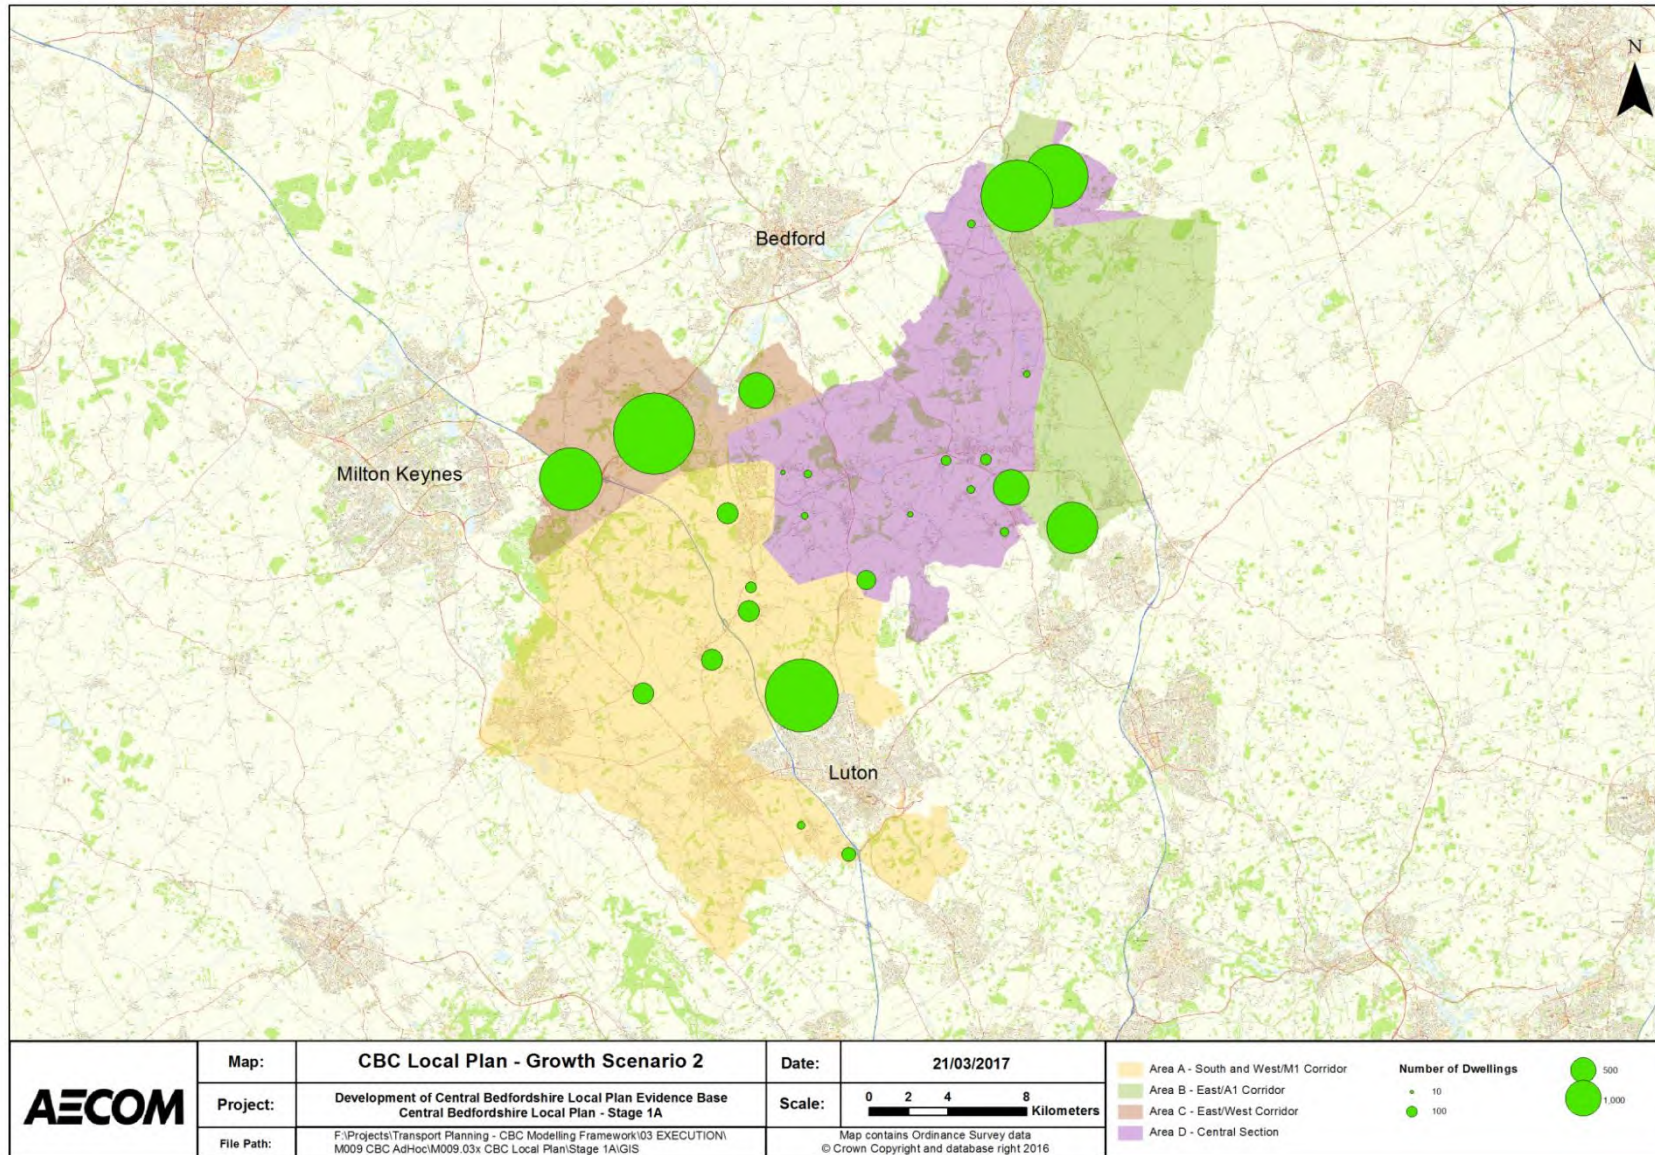 N
Bedford
Milton Keynes
Luton
AECOM
Map:
CBC Local Plan - Growth Scenario 2
Project:
Development of Central Bedfordshire Local Plan Evidence Base
Central Bedfordshire Local Plan - Stage 1A
File Path:
F:\Projects\Transport Planning - CBC Modelling Framework\03 EXECUTION\
M009 CBC AdHoc\M009.03x CBC Local Plan\Stage 1A\GIS
Date:
21/03/2017
Scale:
0 2 4 8
Kilometers
Map contains Ordinance Survey data
© Crown Copyright and database right 2016
Area A - South and West/M1 Corridor
Area B - East/A1 Corridor
Area C - East/West Corridor
Area D - Central Section
Number of Dwellings
10
100
500
1,000